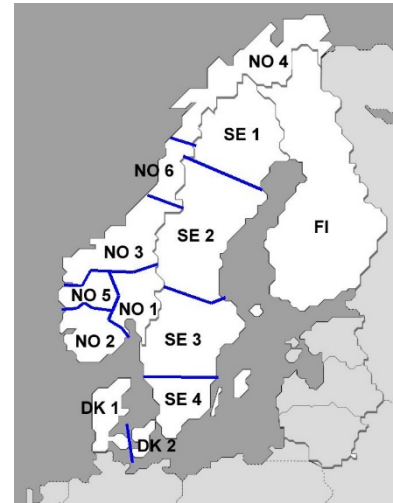 NO 4
SE 1
NO 6
SE 2
FI
NO 3
NO 5
NO 1
NO 2
SE 3
DK 1
SE 4
DK 2